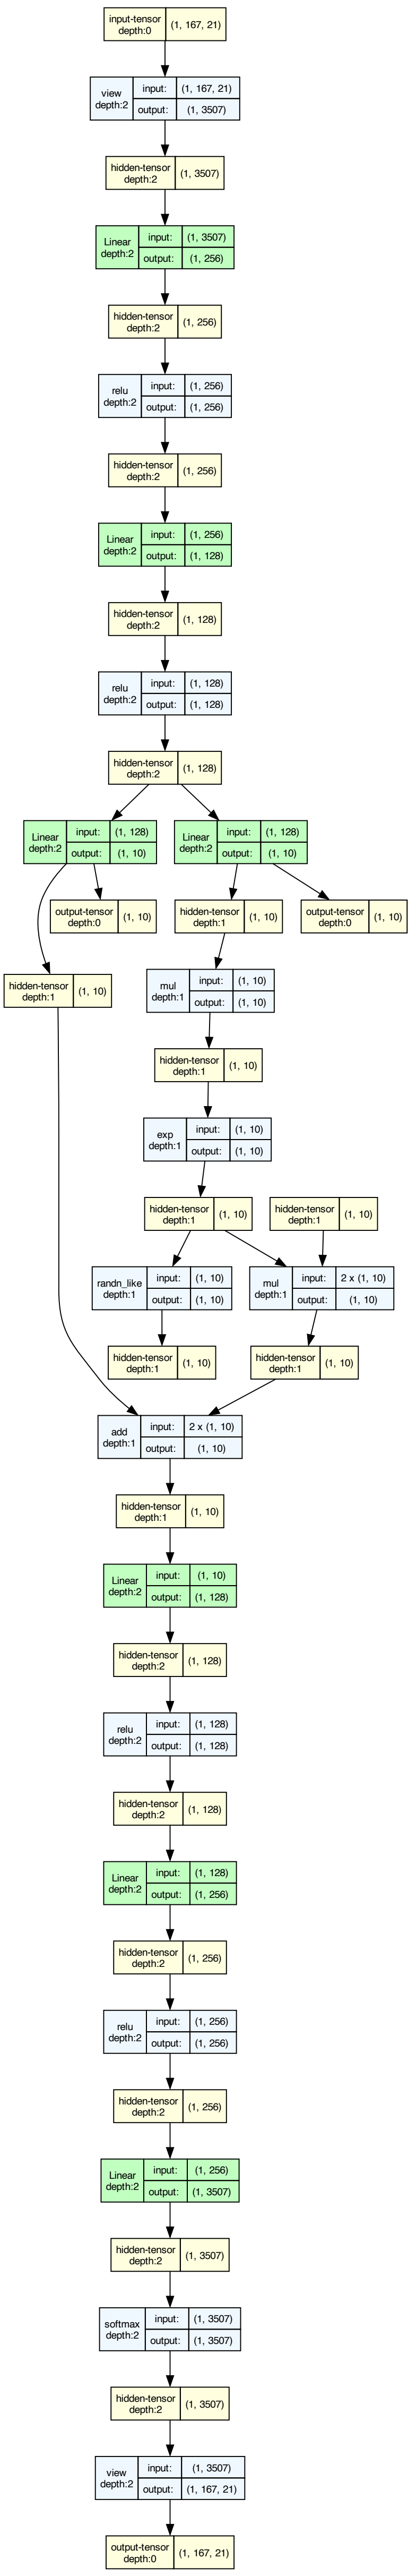 input-tensor
depth:0
(1, 167, 21)
view
depth:2
input:
(1, 167, 21)
output:
(1, 3507)
hidden-tensor
depth:2
(1, 3507)
Linear
depth:2
input:
(1, 3507)
output:
(1, 256)
hidden-tensor
depth:2
(1, 256)
relu
depth:2
input:
(1, 256)
output:
(1, 256)
hidden-tensor
depth:2
(1, 256)
Linear
depth:2
input:
(1, 256)
output:
(1, 128)
hidden-tensor
depth:2
(1, 128)
relu
depth:2
input:
(1, 128)
output:
(1, 128)
hidden-tensor
depth:2
(1, 128)
Linear
depth:2
input:
(1, 128)
output:
(1, 10)
Linear
depth:2
input:
(1, 128)
output:
(1, 10)
output-tensor
depth:0
(1, 10)
hidden-tensor
depth:1
(1, 10)
output-tensor
depth:0
(1, 10)
hidden-tensor
depth:1
(1, 10)
mul
depth:1
input:
(1, 10)
output:
(1, 10)
hidden-tensor
depth:1
(1, 10)
exp
depth:1
input:
(1, 10)
output:
(1, 10)
hidden-tensor
depth:1
(1, 10)
hidden-tensor
depth:1
(1, 10)
randn_like
depth:1
input:
(1, 10)
output:
(1, 10)
mul
depth:1
input:
2 x (1, 10)
output:
(1, 10)
hidden-tensor
depth:1
(1, 10)
hidden-tensor
depth:1
(1, 10)
add
depth:1
input:
2 x (1, 10)
output:
(1, 10)
hidden-tensor
depth:1
(1, 10)
Linear
depth:2
input:
(1, 10)
output:
(1, 128)
hidden-tensor
depth:2
(1, 128)
relu
depth:2
input:
(1, 128)
output:
(1, 128)
hidden-tensor
depth:2
(1, 128)
Linear
depth:2
input:
(1, 128)
output:
(1, 256)
hidden-tensor
depth:2
(1, 256)
relu
depth:2
input:
(1, 256)
output:
(1, 256)
hidden-tensor
depth:2
(1, 256)
Linear
depth:2
input:
(1, 256)
output:
(1, 3507)
hidden-tensor
depth:2
(1, 3507)
softmax
depth:2
input:
(1, 3507)
output:
(1, 3507)
hidden-tensor
depth:2
(1, 3507)
view
depth:2
input:
(1, 3507)
output:
(1, 167, 21)
output-tensor
depth:0
(1, 167, 21)